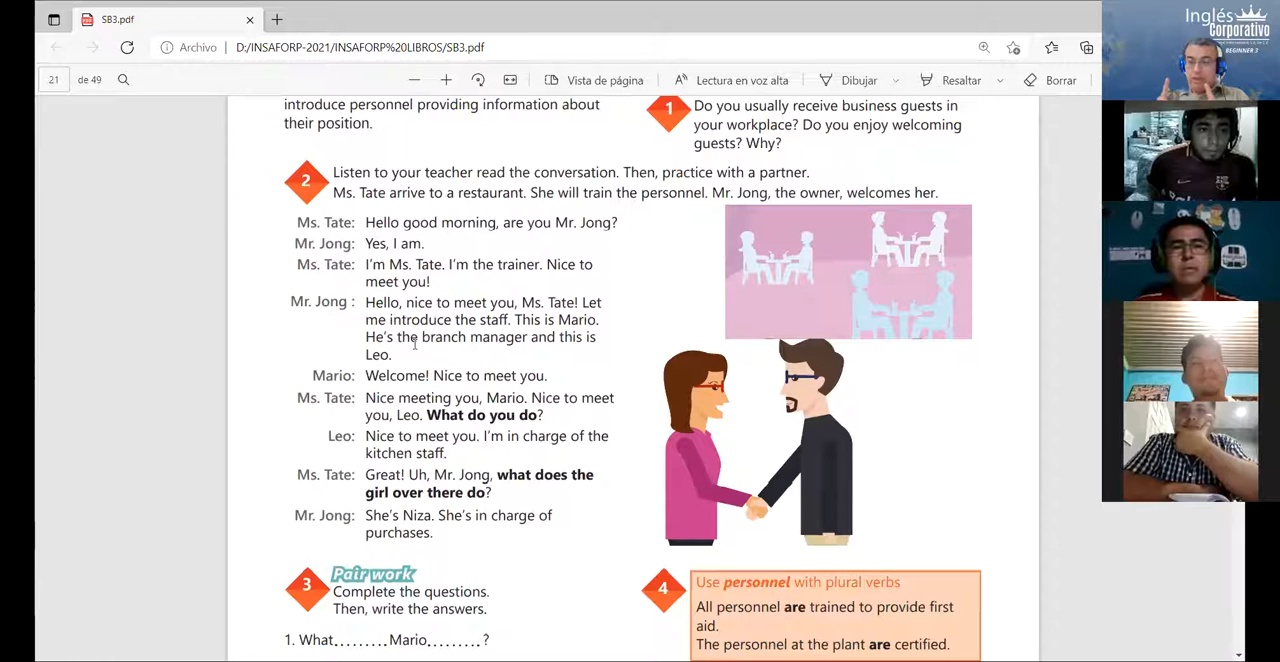 SB3.pdf
Archivo
D:/INSAFORP-2021/INSAFORP%20LIBROS/SB3.pdf
21
de 49
Vista de página
Lectura en voz alta
Dibujar
Resaltar
Borrar
introduce personnel providing information about
their position.
1
Do you usually receive business guests in
your workplace? Do you enjoy welcoming
guests? Why?
2
Listen to your teacher read the conversation. Then, practice with a partner.
Ms. Tate arrive to a restaurant. She will train the personnel. Mr. Jong, the owner, welcomes her.
Ms. Tate: Hello good morning, are you Mr. Jong?
Mr. Jong: Yes, I am.
Ms. Tate: I'm Ms. Tate. I'm the trainer. Nice to
meet you!
Mr. Jong : Hello, nice to meet you, Ms. Tate! Let
me introduce the staff. This is Mario.
He's the branch manager and this is
Leo.
Mario: Welcome! Nice to meet you.
Ms. Tate: Nice meeting you, Mario. Nice to meet
you, Leo. What do you do?
Leo: Nice to meet you. I'm in charge of the
kitchen staff.
Ms. Tate: Great! Uh, Mr. Jong, what does the
girl over there do?
Mr. Jong: She's Niza. She's in charge of
purchases.
3
Pair work
Complete the questions.
Then, write the answers.
1. What.........Mario.........?
4
Use personnel with plural verbs
All personnel are trained to provide first
aid.
The personnel at the plant are certified.
Inglés
Corporativo
BEGINNER 3